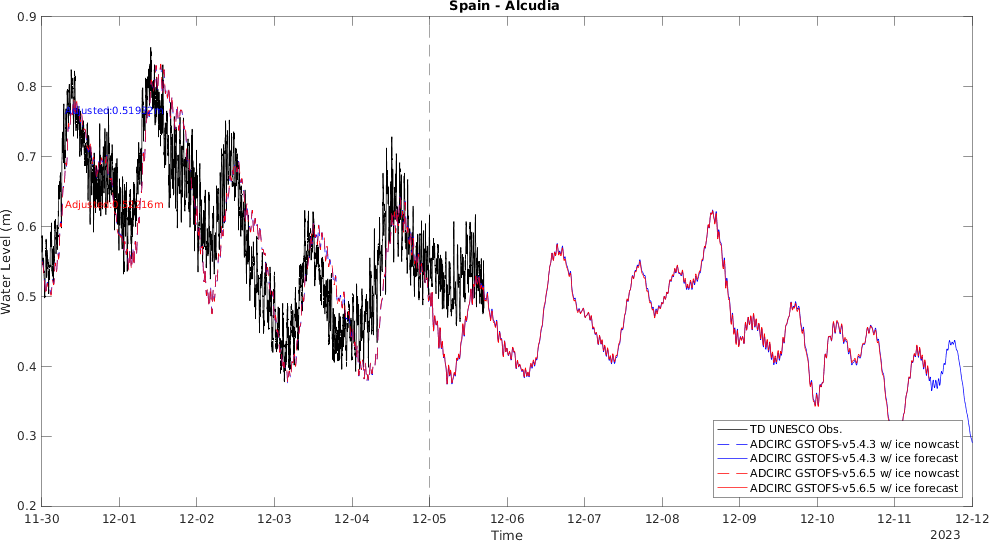 Spain - Alcudia
0.9
0.8
0.7
0.6
0.5
0.4
0.3
0.2
Water Level (m)
11-30
12-01
12-02
12-03
12-04
12-05
12-06
12-07
12-08
12-09
12-10
12-11
12-12
Time
2023
TD UNESCO Obs.
ADCIRC GSTOFS-v5.4.3 w/ ice nowcast
ADCIRC GSTOFS-v5.4.3 w/ ice forecast
ADCIRC GSTOFS-v5.6.5 w/ ice nowcast
ADCIRC GSTOFS-v5.6.5 w/ ice forecast